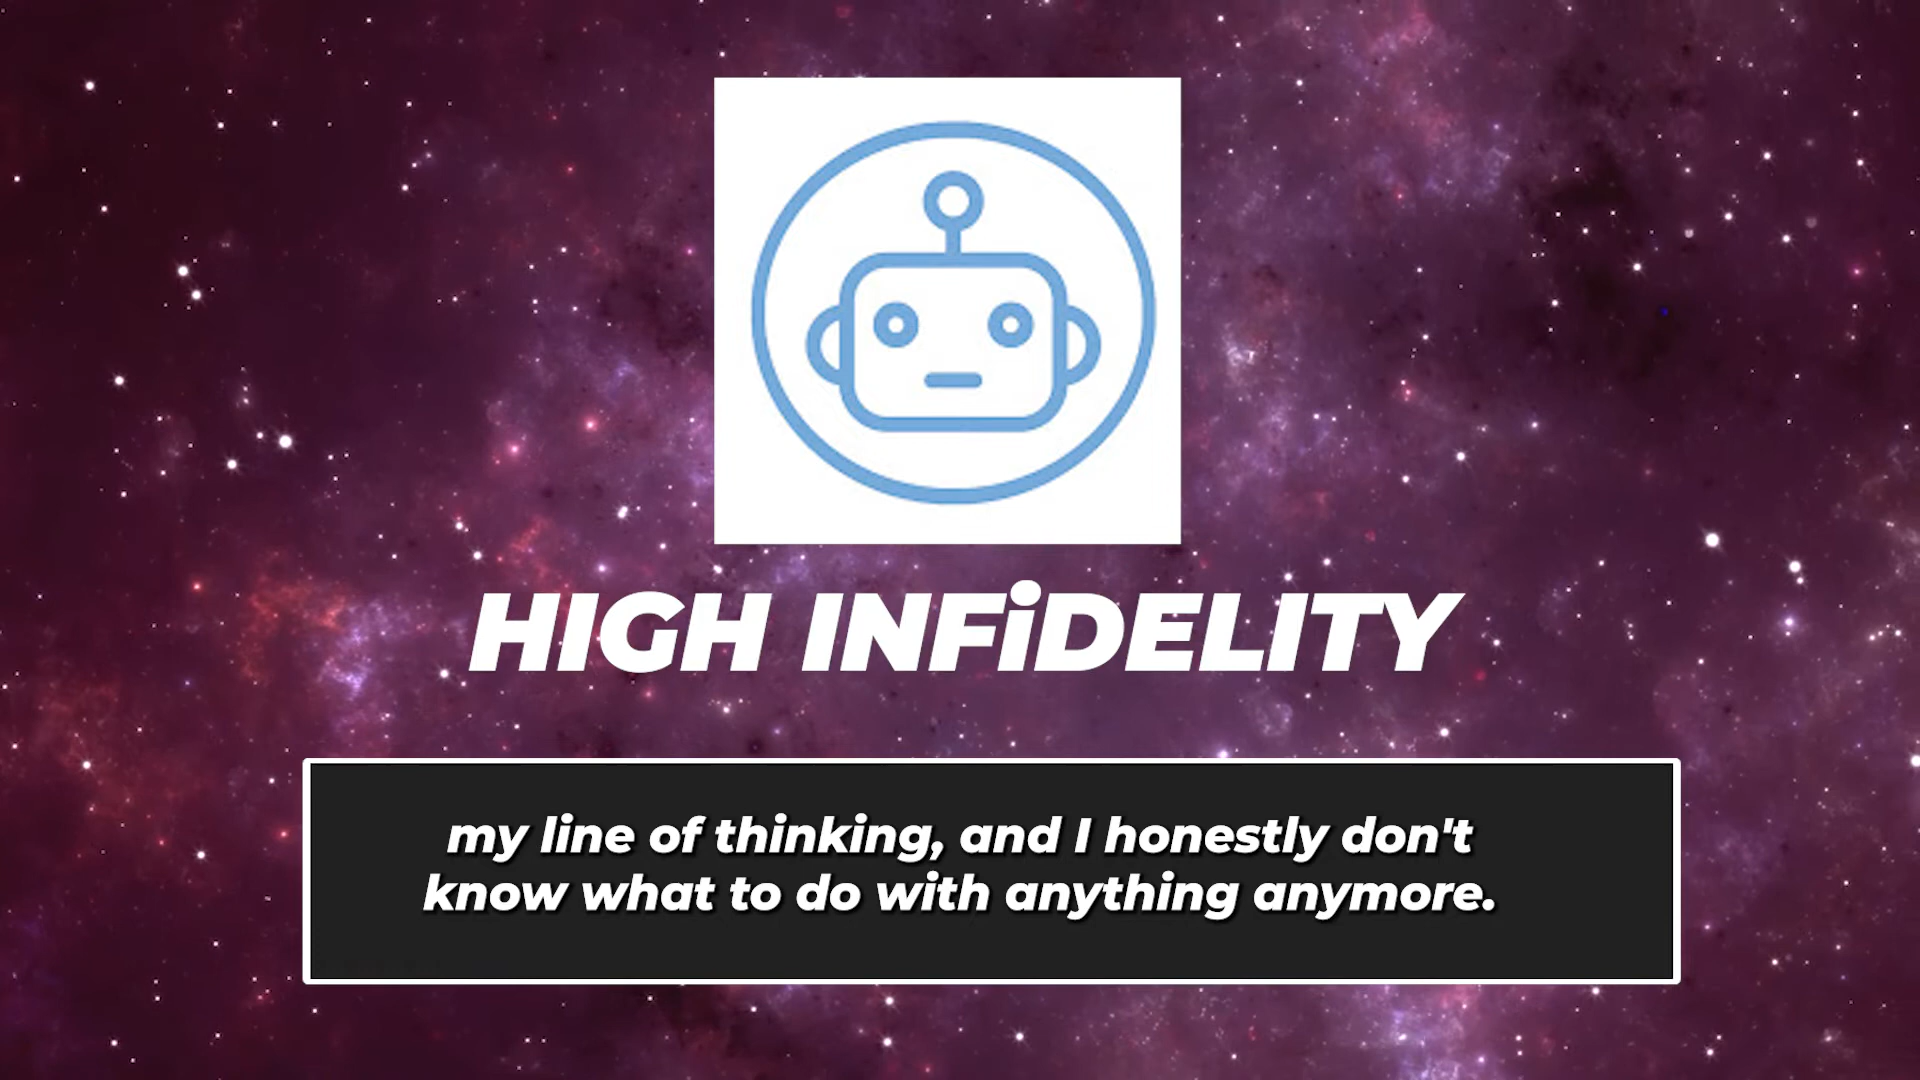 HIGH INFiDELITY
my line of thinking, and I honestly don't
know what to do with anything anymore.